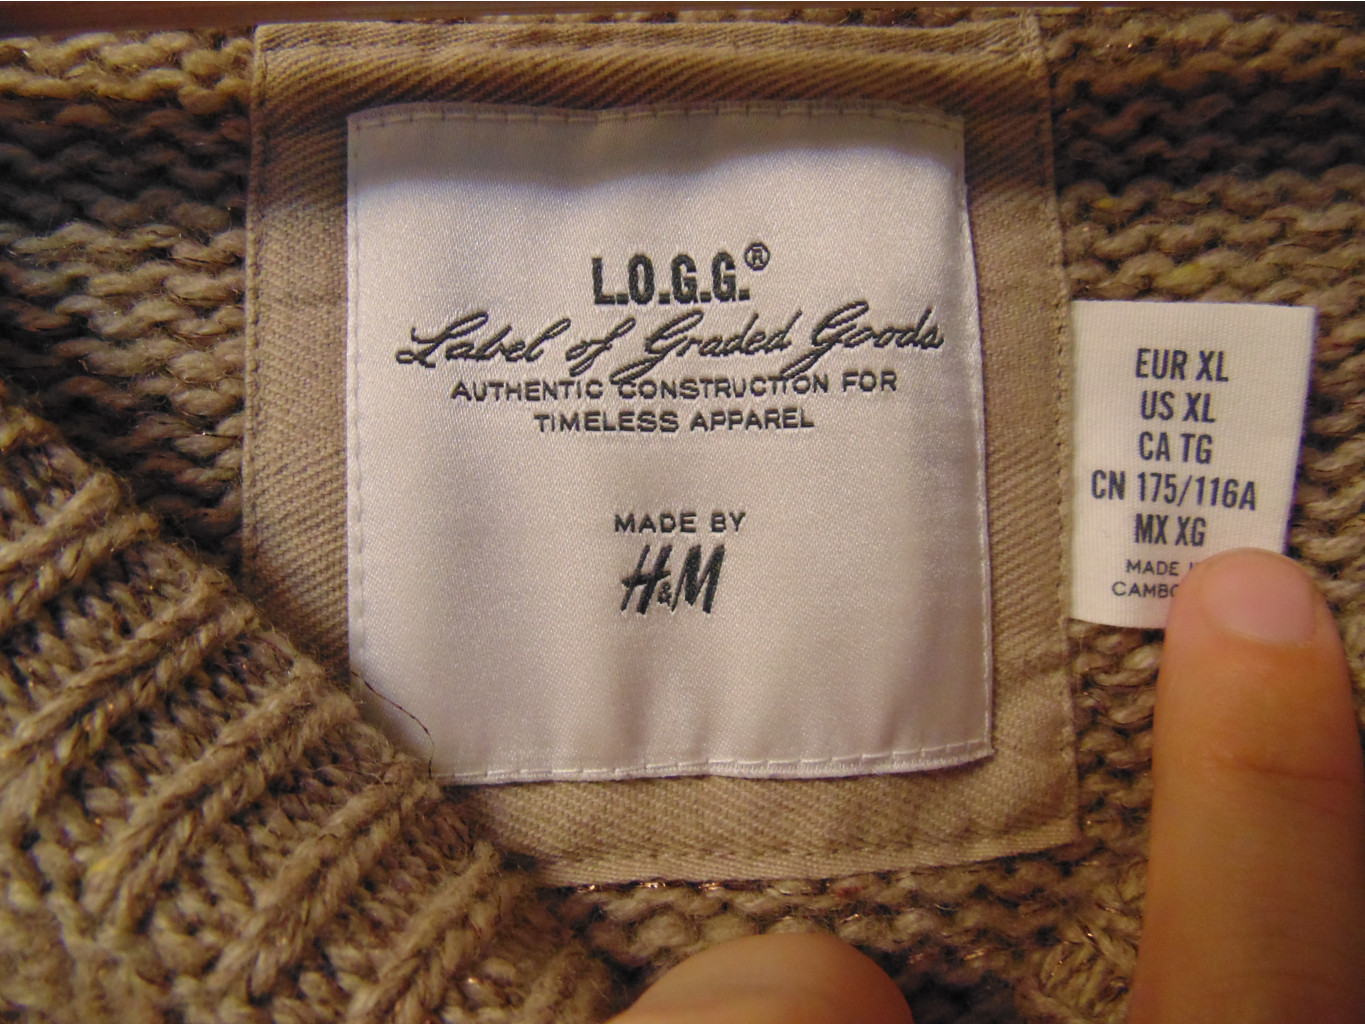 L.O.G.G.®
Label of Graded Goods
AUTHENTIC CONSTRUCTION FOR
TIMELESS APPAREL
MADE BY
H&M
EUR XL
US XL
CA TG
CN 175/116A
MX XG
MADE